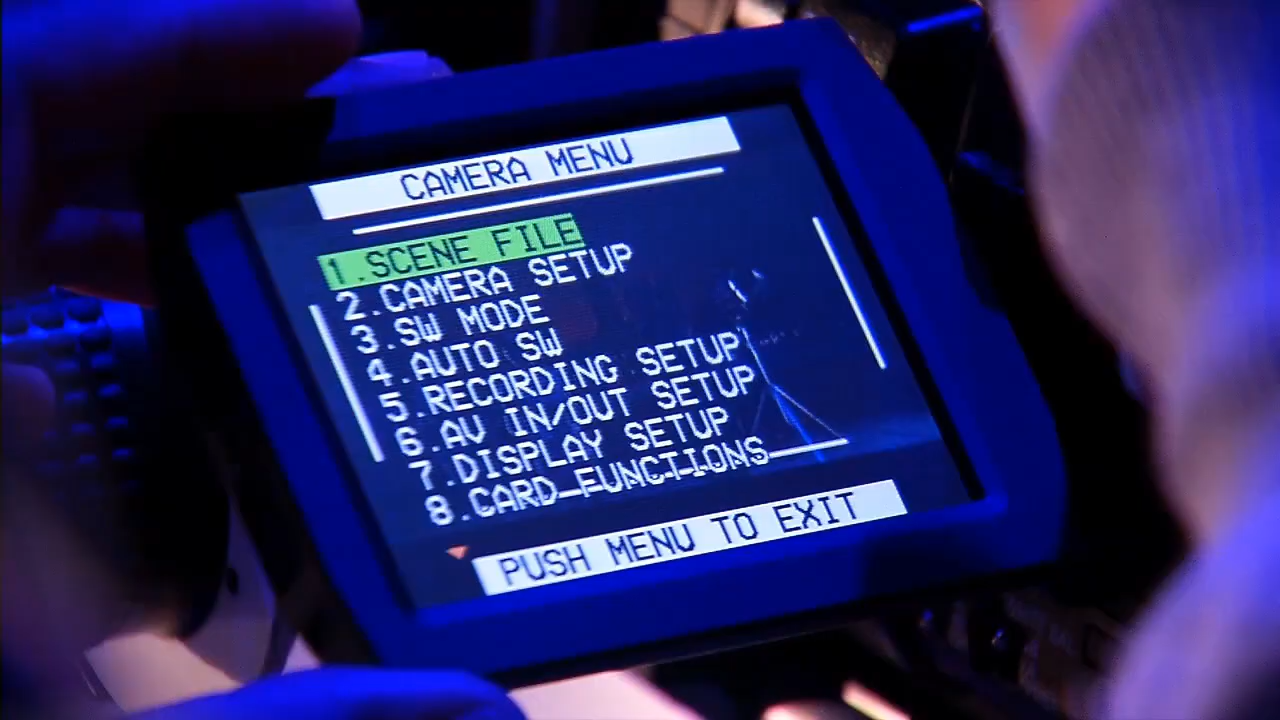 CAMERA MENU
1.SCENE FILE
2.CAMERA SETUP
3.SW MODE
4.AUTO SW
5.RECORDING SETUP
6.AV IN/OUT SETUP
7.DISPLAY SETUP
8.CARD FUNCTIONS
PUSH MENU TO EXIT